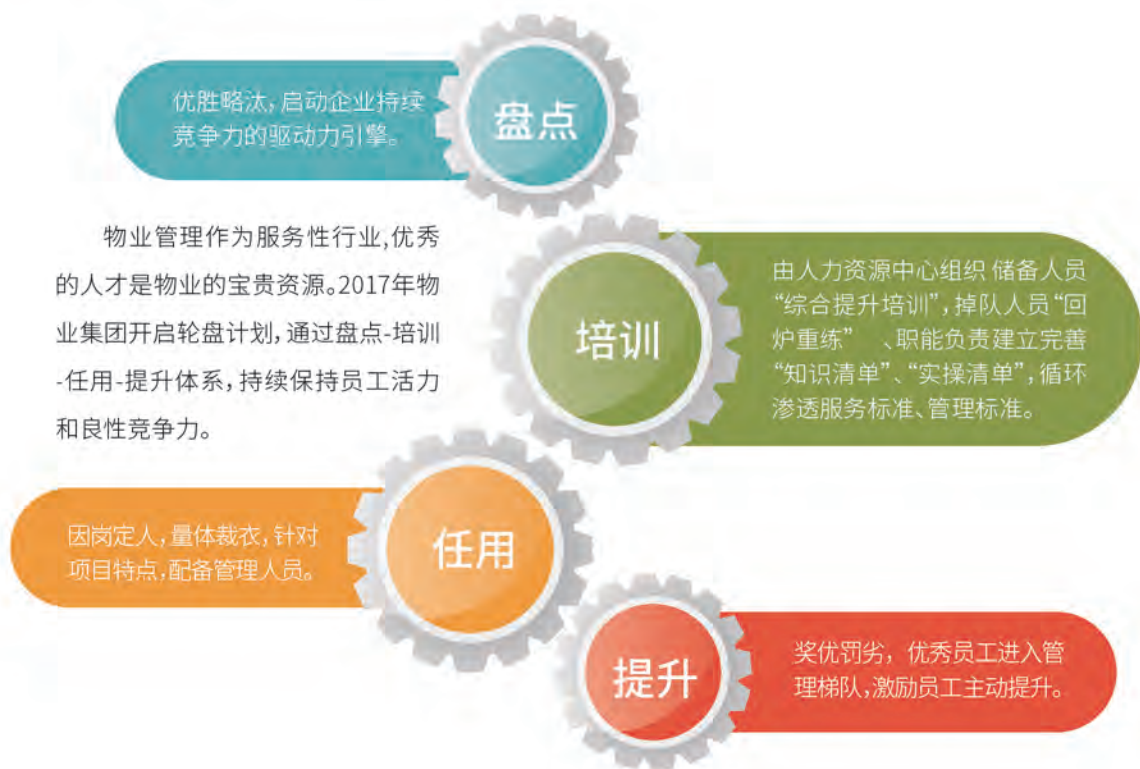 优胜略汰，启动企业持续
竞争力的驱动力引擎。
盘点
物业管理作为服务性行业,优秀
的人才是物业的宝贵资源。2017年物
业集团开启轮盘计划，通过盘点-培训
-任用-提升体系，持续保持员工活力
和良性竞争力。
培训
由人力资源中心组织 储备人员
“综合提升培训”，掉队人员“回
炉重练” 、职能负责建立完善
“知识清单”、“实操清单”，循环
渗透服务标准、管理标准。
因岗定人，量体裁衣，针对
项目特点，配备管理人员。
任用
提升
奖优罚劣，优秀员工进入管
理梯队，激励员工主动提升。